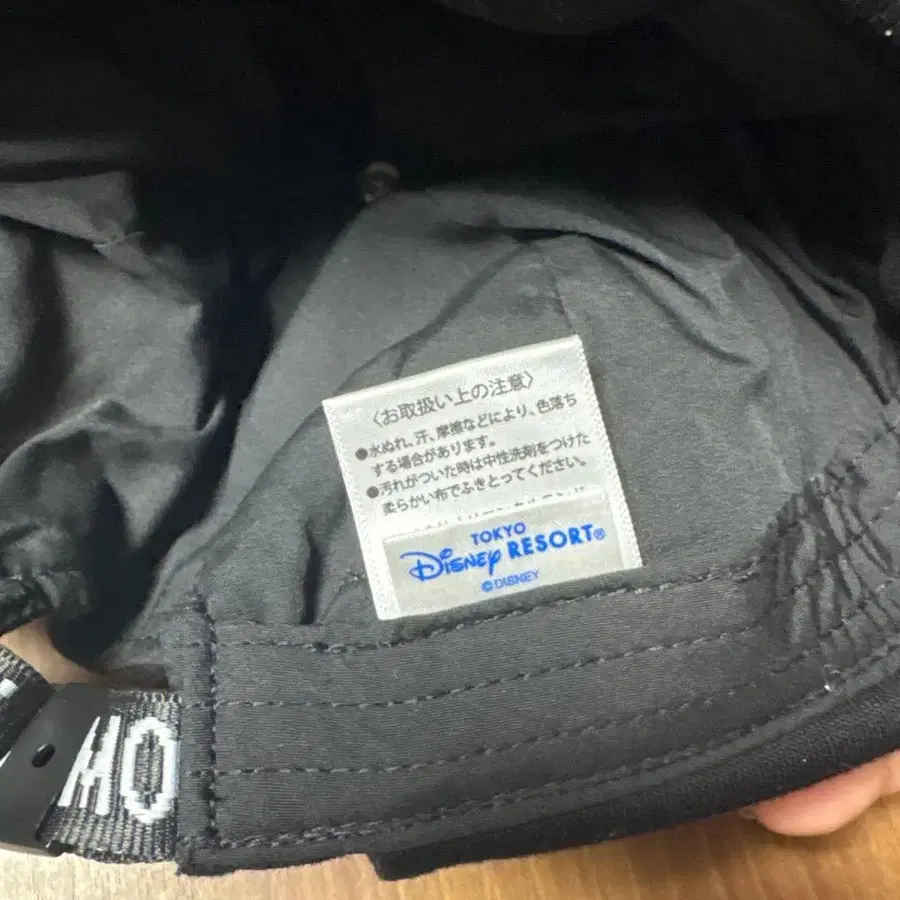 〈お取扱い上の注意〉
●水ぬれ、汗、摩擦などにより、色落ち
する場合があります。
●汚れがついた時は中性洗剤をつけた
柔らかい布でふきとってください。
TOKYO
Disney RESORT®
©DISNEY
MO